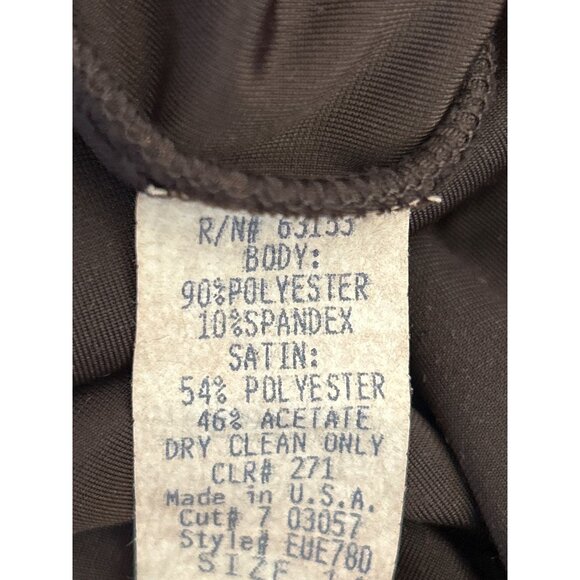 R/N# 63153
BODY:
90%POLYESTER
10%SPANDEX
SATIN:
54% POLYESTER
46% ACETATE
DRY CLEAN ONLY
CLR# 271
Made in U.S.A.
Cut# 7 03057
Style# EUE780
SIZE